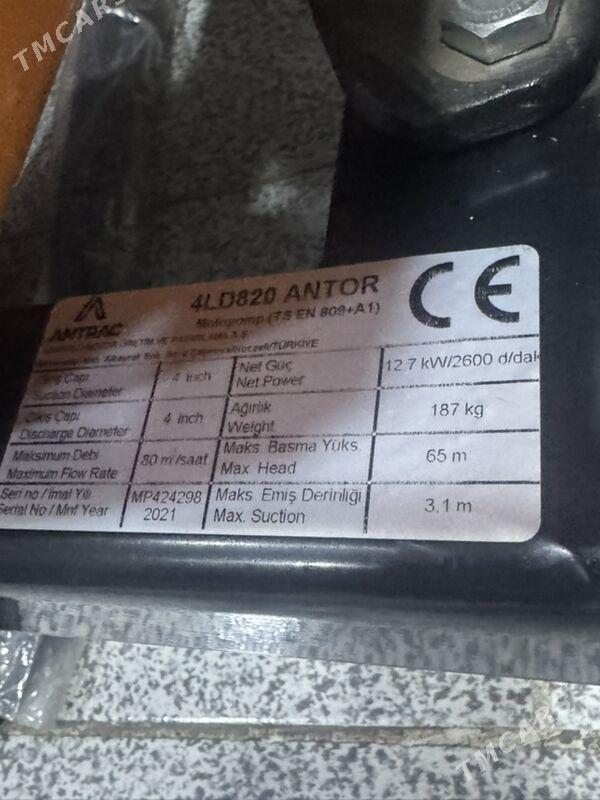 TMCARS
4LD820 ANTOR
ANTRAC
Motopomp (TS EN 809+A1)
CE
4 Inch
Suction Diameter
Net Güç
Net Power
12.7 kW/2600 d/dak
Çıkış Çapı
Discharge Diameter
4 Inch
Ağırlık
Weight
187 kg
Maksimum Debi
Maximum Flow Rate
80 m³/saat
Maks. Basma Yüks.
Max. Head
65 m
Seri no / İmal Yılı
Serial No / Mnf Year
MP424298
2021
Maks. Emiş Derinliği
Max. Suction
3,1 m
TMCARS